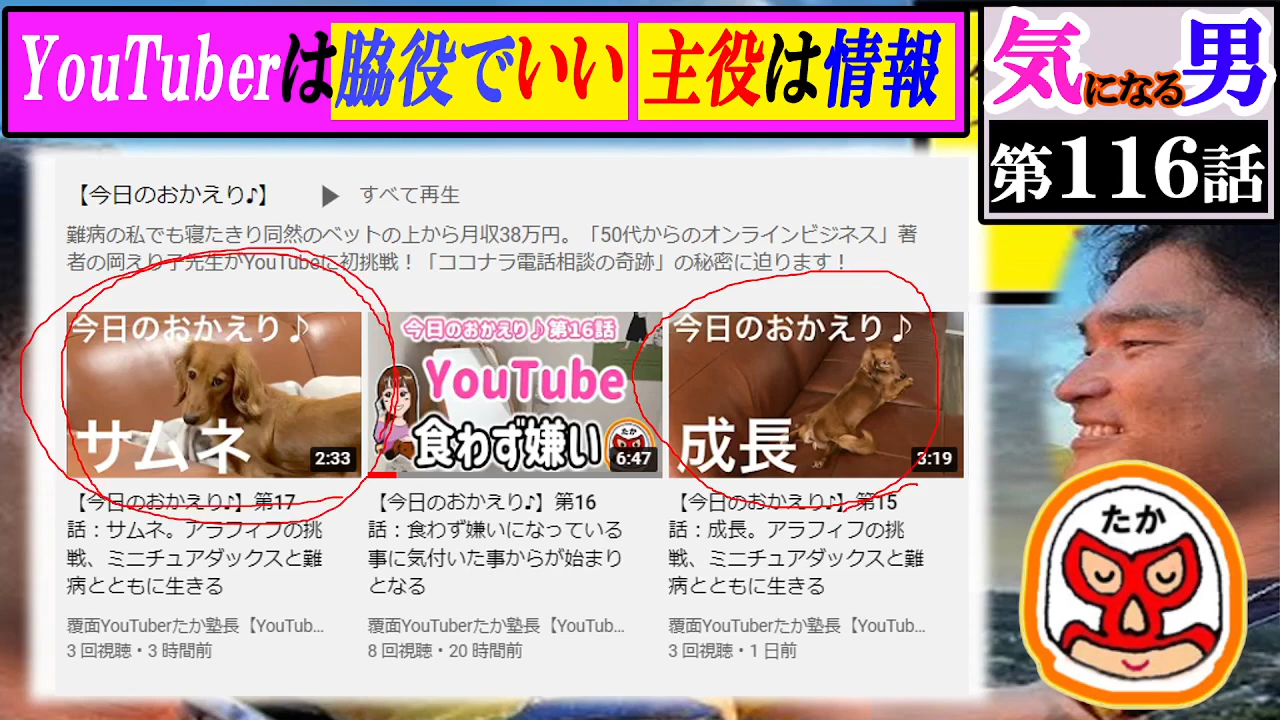 YouTuberは脇役でいい 主役は情報
気になる男
第116話
【今日のおかえり♪】 ▶ すべて再生
難病の私でも寝たきり同然のベットの上から月収38万円。「50代からのオンラインビジネス」著
者の岡えり子先生がYouTubeに初挑戦！「ココナラ電話相談の奇跡」の秘密に迫ります！
今日のおかえり♪
サムネ
2:33
今日のおかえり♪第16話
YouTube
食わず嫌い
たか
6:47
今日のおかえり♪
成長
3:19
【今日のおかえり♪】第17
話：サムネ。アラフィフの挑
戦、ミニチュアダックスと難
病とともに生きる
覆面YouTuberたか塾長【YouTub...
3 回視聴・3 時間前
【今日のおかえり♪】第16
話：食わず嫌いになっている
事に気付いた事からが始まり
となる
覆面YouTuberたか塾長【YouTub...
8 回視聴・20 時間前
【今日のおかえり♪】第15
話：成長。アラフィフの挑
戦、ミニチュアダックスと難
病とともに生きる
覆面YouTuberたか塾長【YouTub...
3 回視聴・1 日前
たか